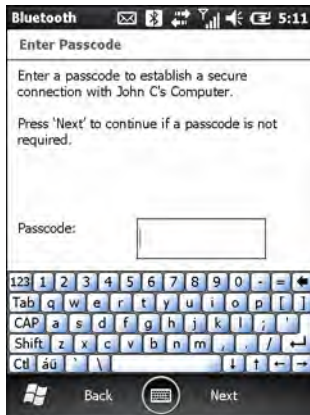 Bluetooth 5:11
Enter Passcode
Enter a passcode to establish a secure
connection with John C's Computer.
Press 'Next' to continue if a passcode is not
required.
Passcode:
123 1 2 3 4 5 6 7 8 9 0 - =
Tab q w e r t y u i o p [ ]
CAP a s d f g h j k l ; '
Shift z x c v b n m , . /
Ctl áü ` \
Back Next